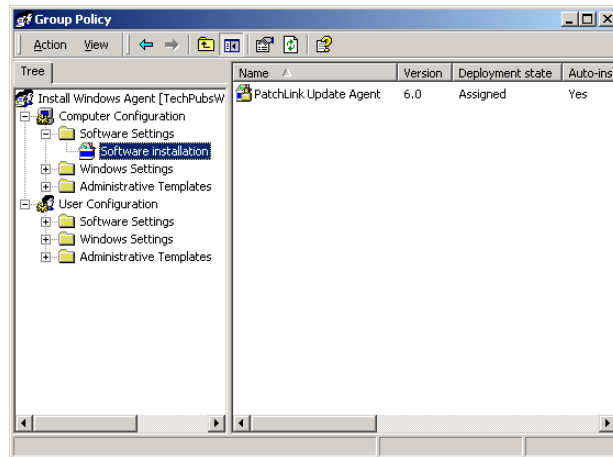 Group Policy
Action View
Tree
Name Version Deployment state Auto-ins
Install Windows Agent [TechPubsW
PatchLink Update Agent 6.0 Assigned Yes
Computer Configuration
Software Settings
Software installation
Windows Settings
Administrative Templates
User Configuration
Software Settings
Windows Settings
Administrative Templates